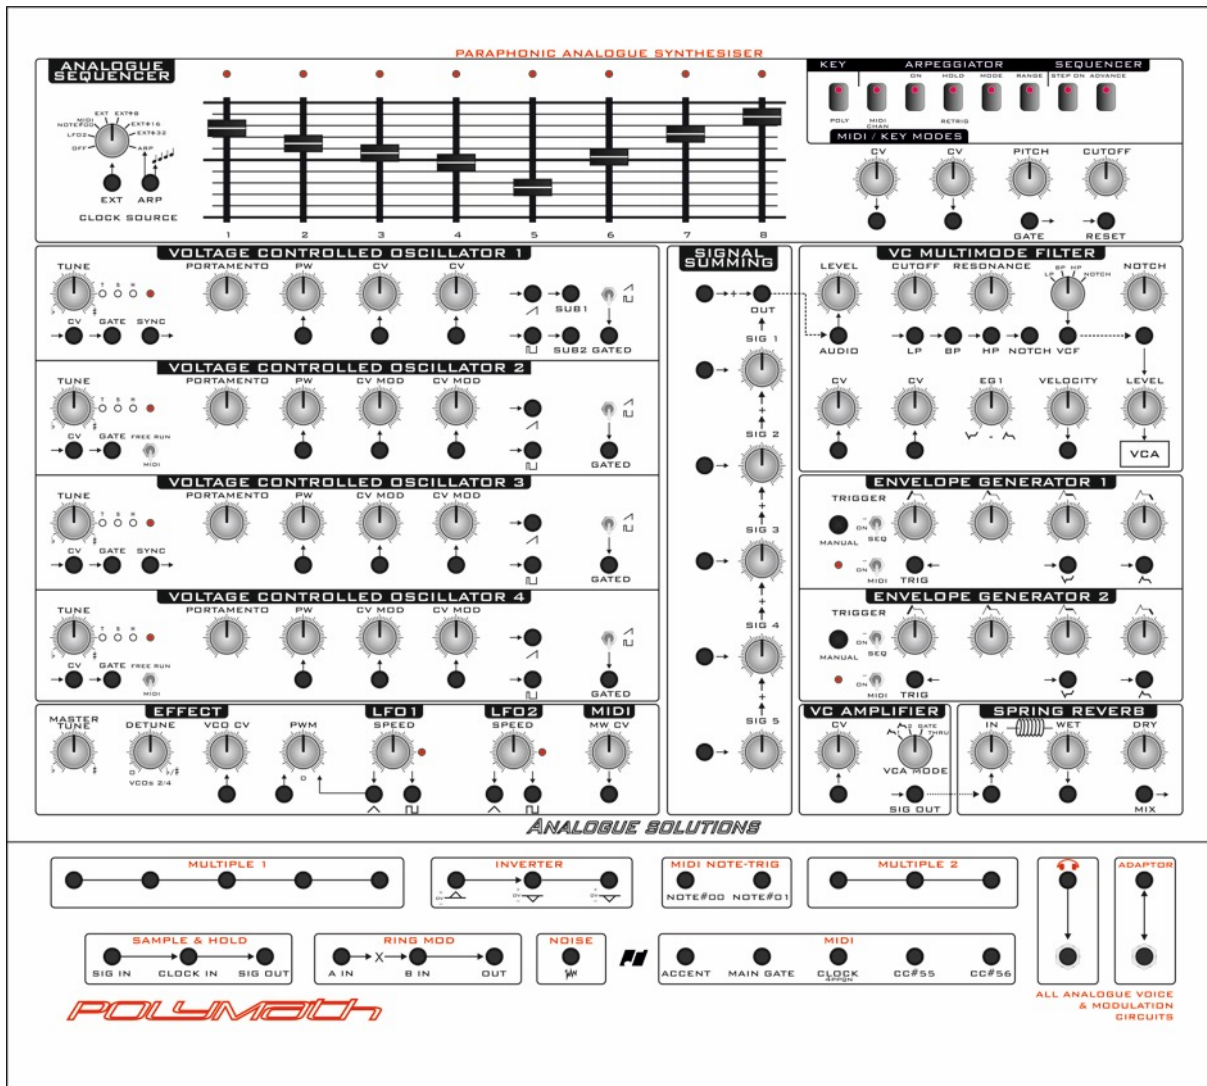 PARAPHONIC ANALOGUE SYNTHESISER
ANALOGUE
SEQUENCER
EXT EXT÷8
MIDI
NOTE#00 EXT÷16
LFO2 EXT÷32
OFF ARP
EXT ARP
CLOCK SOURCE
1 2 3 4 5 6 7 8
KEY ARPEGGIATOR SEQUENCER
ON HOLD MODE RANGE STEP ON ADVANCE
POLY MIDI CHAN RETRIG
MIDI / KEY MODES
CV CV PITCH CUTOFF
GATE RESET
VOLTAGE CONTROLLED OSCILLATOR 1
TUNE PORTAMENTO PW CV CV
T S M
CV GATE SYNC
SUB1
SUB2 GATED
VOLTAGE CONTROLLED OSCILLATOR 2
TUNE PORTAMENTO PW CV MOD CV MOD
T S M
CV GATE FREE RUN
MIDI
GATED
VOLTAGE CONTROLLED OSCILLATOR 3
TUNE PORTAMENTO PW CV MOD CV MOD
T S M
CV GATE SYNC
GATED
VOLTAGE CONTROLLED OSCILLATOR 4
TUNE PORTAMENTO PW CV MOD CV MOD
T S M
CV GATE FREE RUN
MIDI
GATED
SIGNAL
SUMMING
+
OUT
SIG 1
+
SIG 2
+
SIG 3
+
SIG 4
+
SIG 5
VC MULTIMODE FILTER
LEVEL CUTOFF RESONANCE NOTCH
LP BP HP NOTCH
AUDIO LP BP HP NOTCH VCF
CV CV EG1 VELOCITY LEVEL
VCA
ENVELOPE GENERATOR 1
TRIGGER
MANUAL ON SEQ
ON MIDI TRIG
ENVELOPE GENERATOR 2
TRIGGER
MANUAL ON SEQ
ON MIDI TRIG
MASTER
TUNE
EFFECT LFO1 LFO2 MIDI
DETUNE VCO CV PWM SPEED SPEED MW CV
VCOs 2/4 0
VC AMPLIFIER
CV
1 2 GATE
THRU
VCA MODE
SIG OUT
SPRING REVERB
IN WET DRY
MIX
ANALOGUE SOLUTIONS
MULTIPLE 1
INVERTER
0V 0V 0V
MIDI NOTE-TRIG
NOTE#00 NOTE#01
MULTIPLE 2
ADAPTOR
SAMPLE & HOLD
SIG IN CLOCK IN SIG OUT
RING MOD
A IN X B IN OUT
NOISE
MIDI
ACCENT MAIN GATE CLOCK CC#55 CC#56
4PPQN
POLYMATH
ALL ANALOGUE VOICE
& MODULATION
CIRCUITS